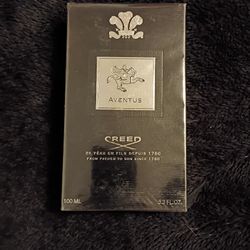 AVENTUS
CREED
DE PÈRE EN FILS DEPUIS 1760
FROM FATHER TO SON SINCE 1760
100 ML 3.3 FL.OZ.